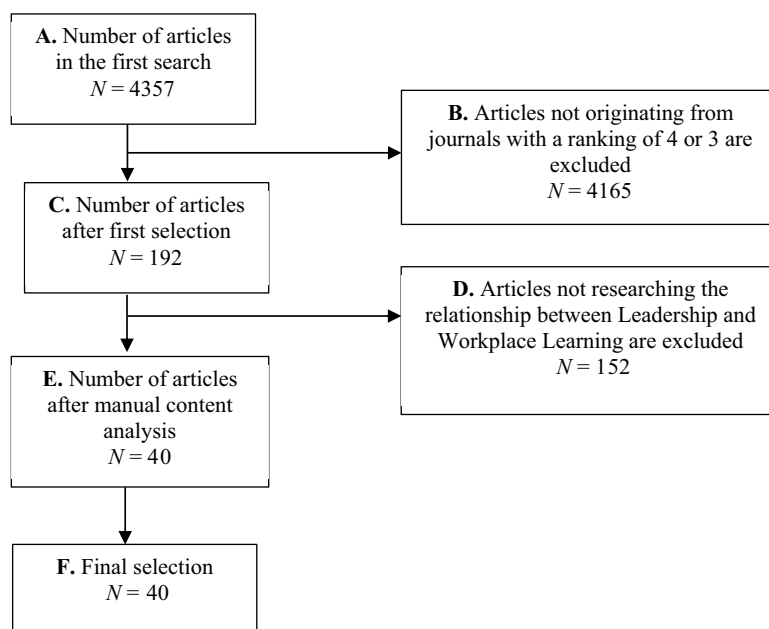 A. Number of articles
in the first search
N = 4357
B. Articles not originating from
journals with a ranking of 4 or 3 are
excluded
N = 4165
C. Number of articles
after first selection
N = 192
D. Articles not researching the
relationship between Leadership and
Workplace Learning are excluded
N = 152
E. Number of articles
after manual content
analysis
N = 40
F. Final selection
N = 40